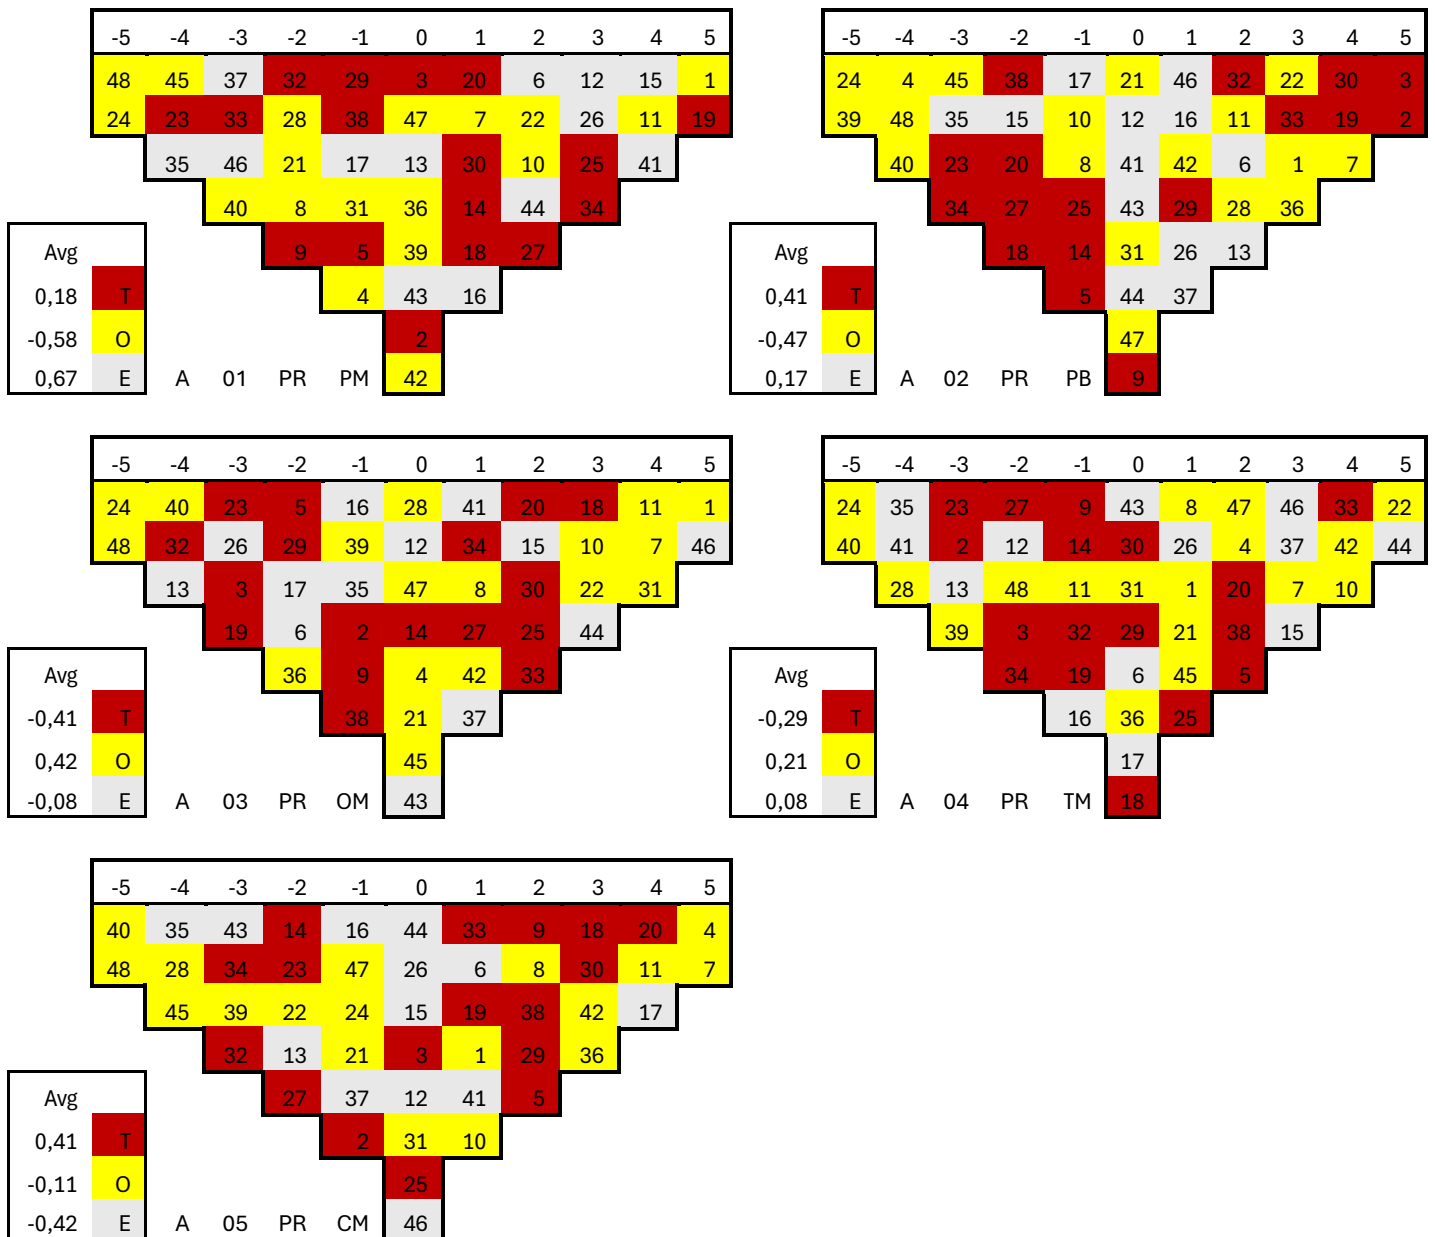 -5 -4 -3 -2 -1 0 1 2 3 4 5
48 45 37 32 29 3 20 6 12 15 1
24 23 33 28 38 47 7 22 26 11 19
35 46 21 17 13 30 10 25 41
40 8 31 36 14 44 34
Avg 9 5 39 18 27
0,18 T 4 43 16
-0,58 O 2
0,67 E A 01 PR PM 42
-5 -4 -3 -2 -1 0 1 2 3 4 5
24 4 45 38 17 21 46 32 22 30 3
39 48 35 15 10 12 16 11 33 19 2
40 23 20 8 41 42 6 1 7
34 27 25 43 29 28 36
Avg 18 14 31 26 13
0,41 T 5 44 37
-0,47 O 47
0,17 E A 02 PR PB 9
-5 -4 -3 -2 -1 0 1 2 3 4 5
24 40 23 5 16 28 41 20 18 11 1
48 32 26 29 39 12 34 15 10 7 46
13 3 17 35 47 8 30 22 31
19 6 2 14 27 25 44
Avg 36 9 4 42 33
-0,41 T 38 21 37
0,42 O 45
-0,08 E A 03 PR OM 43
-5 -4 -3 -2 -1 0 1 2 3 4 5
24 35 23 27 9 43 8 47 46 33 22
40 41 2 12 14 30 26 4 37 42 44
28 13 48 11 31 1 20 7 10
39 3 32 29 21 38 15
Avg 34 19 6 45 5
-0,29 T 16 36 25
0,21 O 17
0,08 E A 04 PR TM 18
-5 -4 -3 -2 -1 0 1 2 3 4 5
40 35 43 14 16 44 33 9 18 20 4
48 28 34 23 47 26 6 8 30 11 7
45 39 22 24 15 19 38 42 17
32 13 21 3 1 29 36
Avg 27 37 12 41 5
0,41 T 2 31 10
-0,11 O 25
-0,42 E A 05 PR CM 46